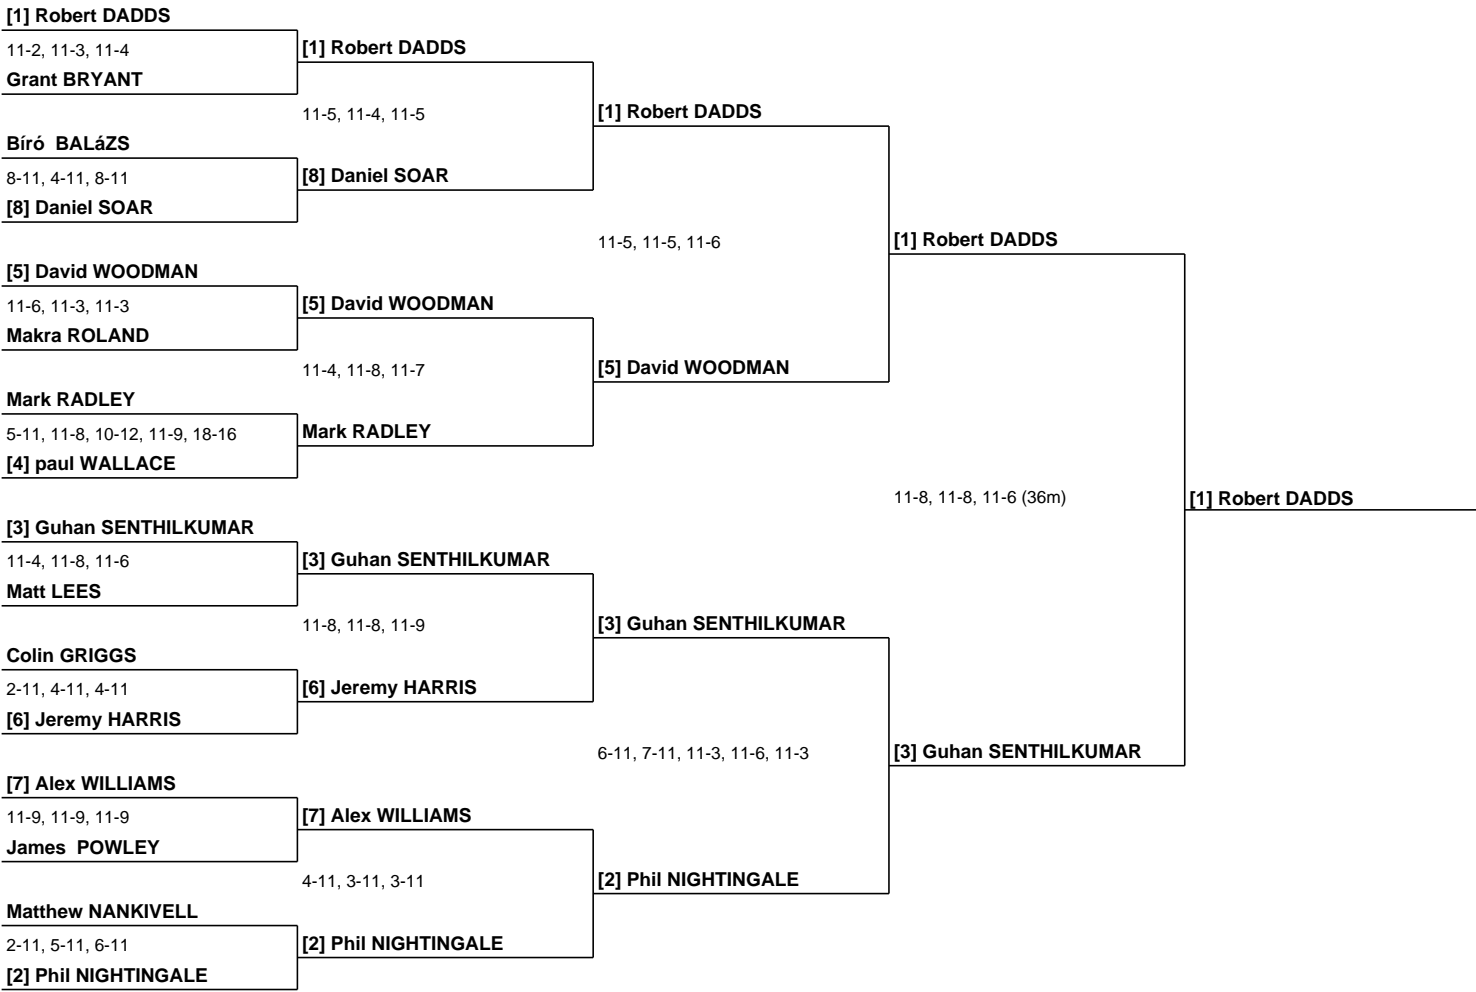 [1] Robert DADDS
11-2, 11-3, 11-4
Grant BRYANT
Bíró  BALáZS
8-11, 4-11, 8-11
[8] Daniel SOAR
[5] David WOODMAN
11-6, 11-3, 11-3
Makra ROLAND
Mark RADLEY
5-11, 11-8, 10-12, 11-9, 18-16
[4] paul WALLACE
[3] Guhan SENTHILKUMAR
11-4, 11-8, 11-6
Matt LEES
Colin GRIGGS
2-11, 4-11, 4-11
[6] Jeremy HARRIS
[7] Alex WILLIAMS
11-9, 11-9, 11-9
James  POWLEY
Matthew NANKIVELL
2-11, 5-11, 6-11
[2] Phil NIGHTINGALE
[1] Robert DADDS
11-5, 11-4, 11-5
[8] Daniel SOAR
[5] David WOODMAN
11-4, 11-8, 11-7
Mark RADLEY
[3] Guhan SENTHILKUMAR
11-8, 11-8, 11-9
[6] Jeremy HARRIS
[7] Alex WILLIAMS
4-11, 3-11, 3-11
[2] Phil NIGHTINGALE
[1] Robert DADDS
11-5, 11-5, 11-6
[5] David WOODMAN
[3] Guhan SENTHILKUMAR
6-11, 7-11, 11-3, 11-6, 11-3
[2] Phil NIGHTINGALE
[1] Robert DADDS
11-8, 11-8, 11-6 (36m)
[3] Guhan SENTHILKUMAR
[1] Robert DADDS